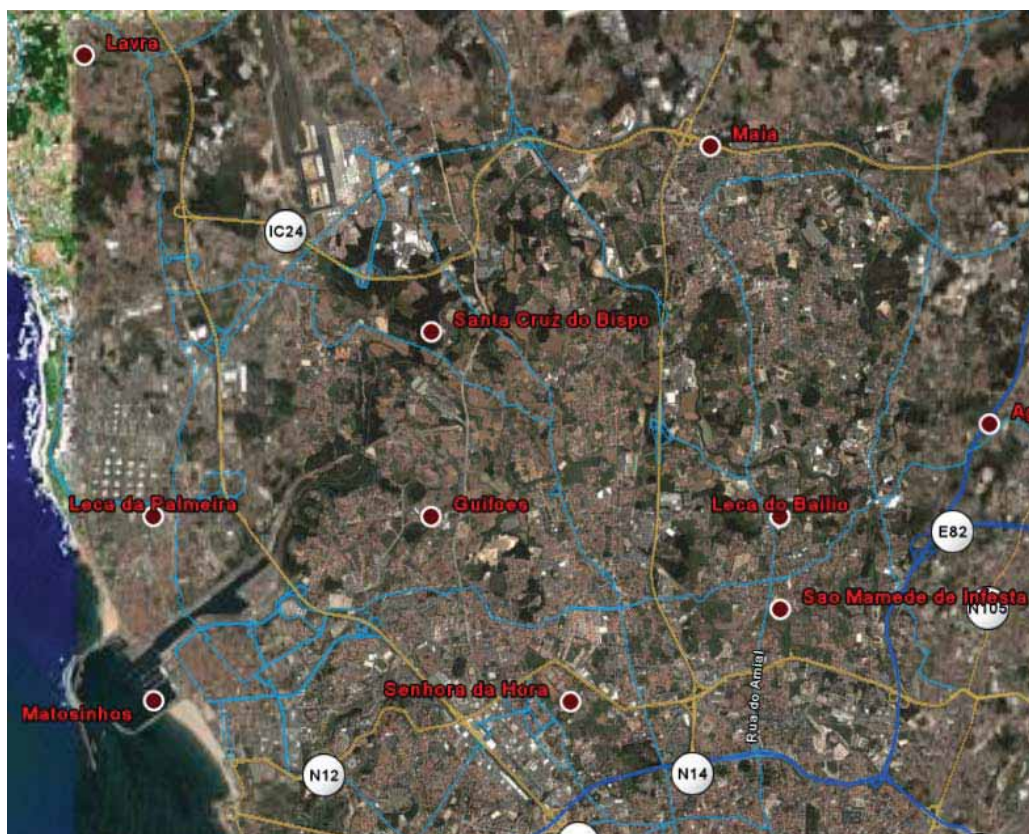 Lavra
Maia
IC24
Santa Cruz do Bispo
Leca da Palmeira
Guifoes
Leca do Bailio
E82
Sao Mamede de Infesta
N105
Rua do Amial
Senhora da Hora
Matosinhos
N12
N14